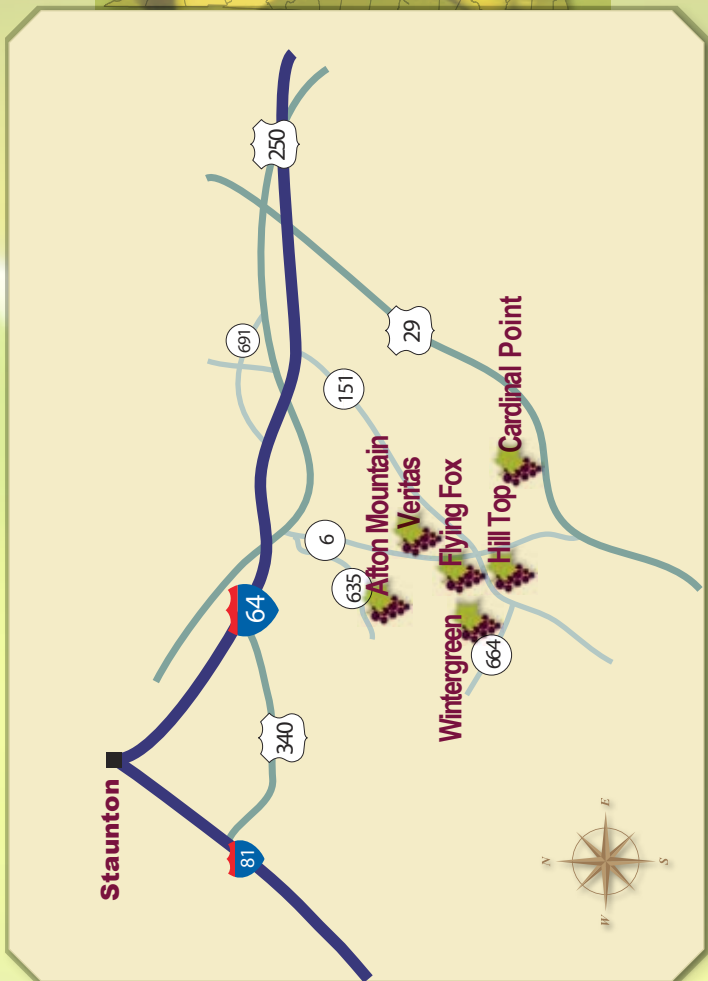 250
691
29
151
Cardinal Point
Afton Mountain
Veritas
Flying Fox
Hill Top
6
635
64
Wintergreen
664
340
Staunton
81
N
E
S
W